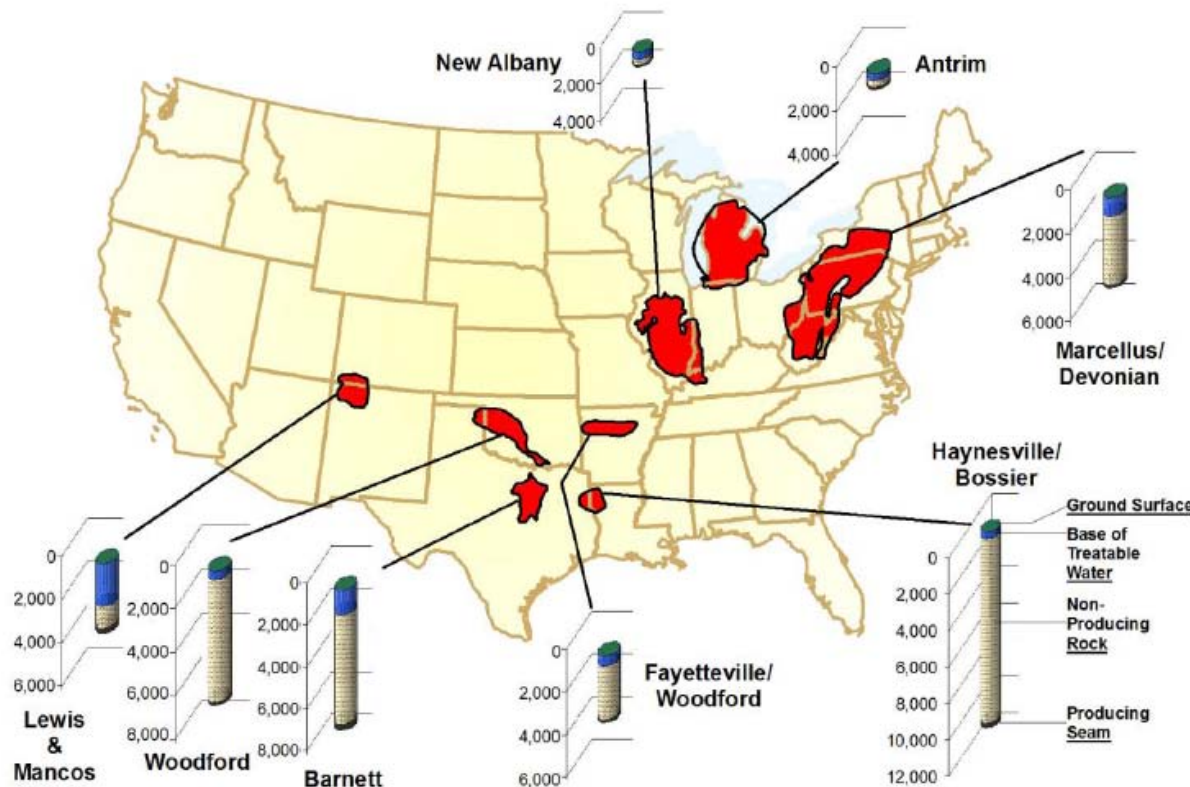 New Albany
0
2,000
4,000
Antrim
0
2,000
4,000
0
2,000
4,000
6,000
Marcellus/
Devonian
Haynesville/
Bossier
Ground Surface
Base of
Treatable
Water
Non-
Producing
Rock
Producing
Seam
0
2,000
4,000
6,000
8,000
10,000
12,000
0
2,000
4,000
6,000
Lewis
&
Mancos
0
2,000
4,000
6,000
8,000
Woodford
0
2,000
4,000
6,000
8,000
Barnett
0
2,000
4,000
6,000
Fayetteville/
Woodford